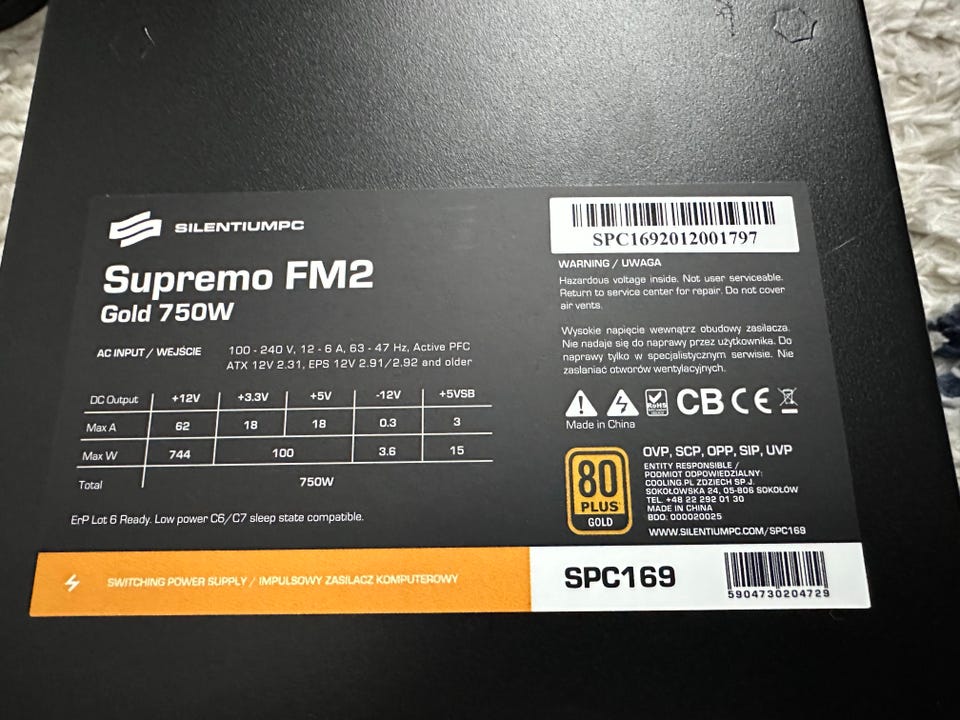 SILENTIUMPC
Supremo FM2
Gold 750W
AC INPUT / WEJŚCIE 100 - 240 V, 12 - 6 A, 63 - 47 Hz, Active PFC
ATX 12V 2.31, EPS 12V 2.91/2.92 and older
DC Output +12V +3.3V +5V -12V +5VSB
Max A 62 18 18 0.3 3
Max W 744 100 3.6 15
Total 750W
ErP Lot 6 Ready. Low power C6/C7 sleep state compatible.
SPC1692012001797
WARNING / UWAGA
Hazardous voltage inside. Not user serviceable.
Return to service center for repair. Do not cover
air vents.
Wysokie napięcie wewnątrz obudowy zasilacza.
Nie nadaje się do naprawy przez użytkownika. Do
naprawy tylko w specjalistycznym serwisie. Nie
zasłaniać otworów wentylacyjnych.
RoHS
CB CE
Made in China
80
PLUS
GOLD
OVP, SCP, OPP, SIP, UVP
ENTITY RESPONSIBLE /
PODMIOT ODPOWIEDZIALNY:
COOLING.PL ZDZIECH SP.J.
SOKOŁOWSKA 24, 05-806 SOKOŁÓW
TEL. +48 22 292 01 30
MADE IN CHINA
BDO: 000020025
WWW.SILENTIUMPC.COM/SPC169
SWITCHING POWER SUPPLY / IMPULSOWY ZASILACZ KOMPUTEROWY
SPC169
5904730204729